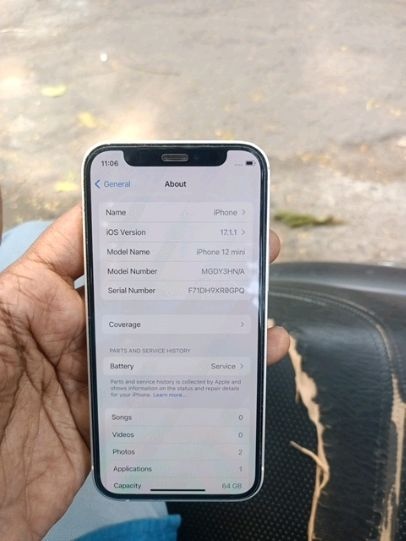 11:06
General About
Name iPhone
iOS Version 17.1.1
Model Name iPhone 12 mini
Model Number MGDY3HN/A
Serial Number F71DH9XR0GPQ
Coverage
PARTS AND SERVICE HISTORY
Battery Service
Parts and service history is collected by Apple and
shows information on the status and repair details
for your iPhone. Learn more...
Songs 0
Videos 0
Photos 2
Applications 1
Capacity 64 GB